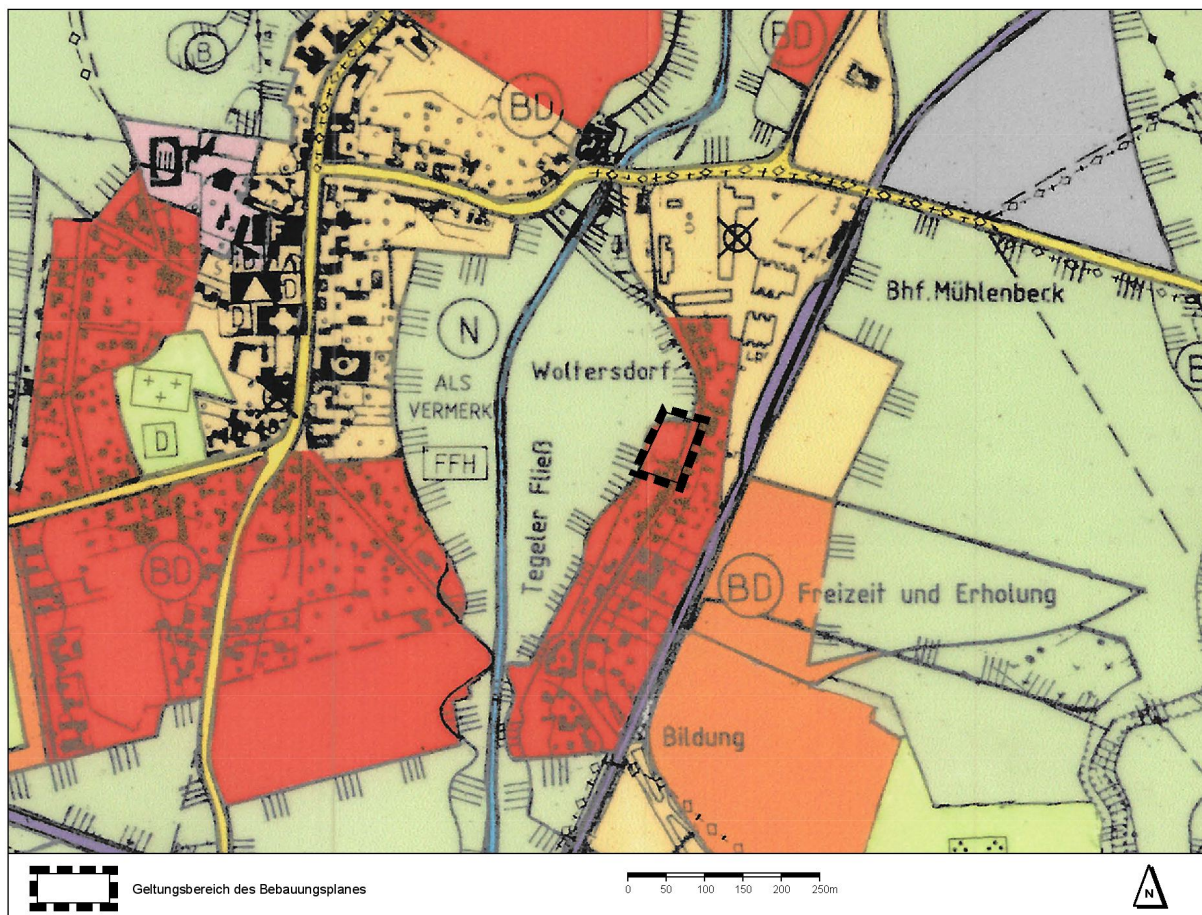 B
BD
BD
Bhf. Mühlenbeck
N
Woltersdorf
ALS
VERMERK
FFH
D
D
D
Tegeler Fließ
BD
BD
Freizeit und Erholung
Bildung
Geltungsbereich des Bebauungsplanes
0 50 100 150 200 250m
N